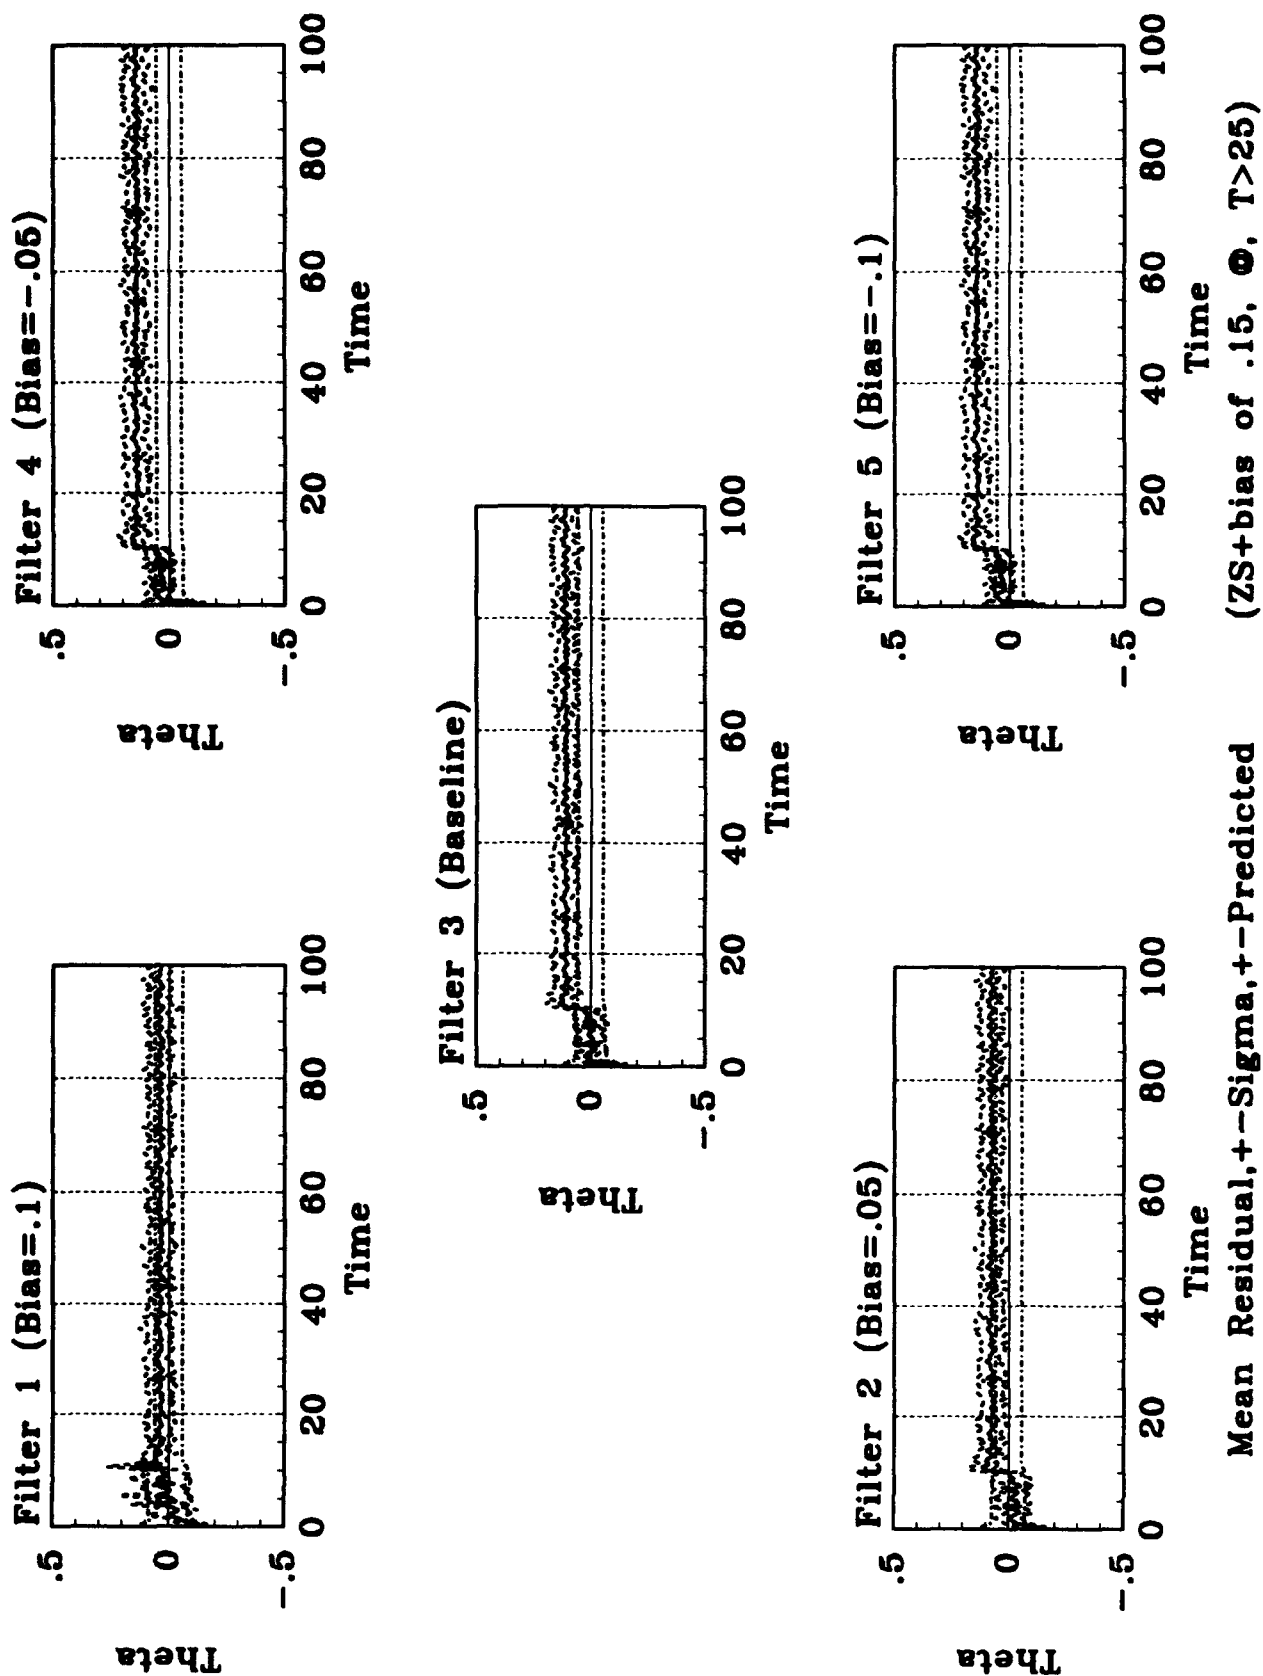 Filter 1 (Bias=.1)
.5
0
-.5
Theta
0 20 40 60 80 100
Time
Filter 4 (Bias=-.05)
.5
0
-.5
Theta
0 20 40 60 80 100
Time
Filter 3 (Baseline)
.5
0
-.5
Theta
0 20 40 60 80 100
Time
Filter 2 (Bias=.05)
.5
0
-.5
Theta
0 20 40 60 80 100
Time
Filter 5 (Bias=-.1)
.5
0
-.5
Theta
0 20 40 60 80 100
Time
Mean Residual,+-Sigma,+-Predicted (ZS+bias of .15, Θ, T>25)